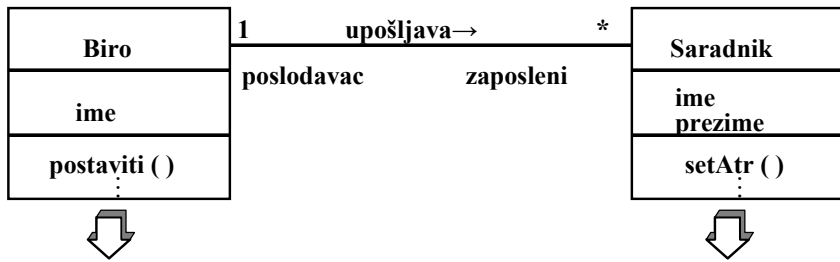 1 upošljava→ *
Biro
Saradnik
poslodavac zaposleni
ime
ime
prezime
postaviti ( )
setAtr ( )